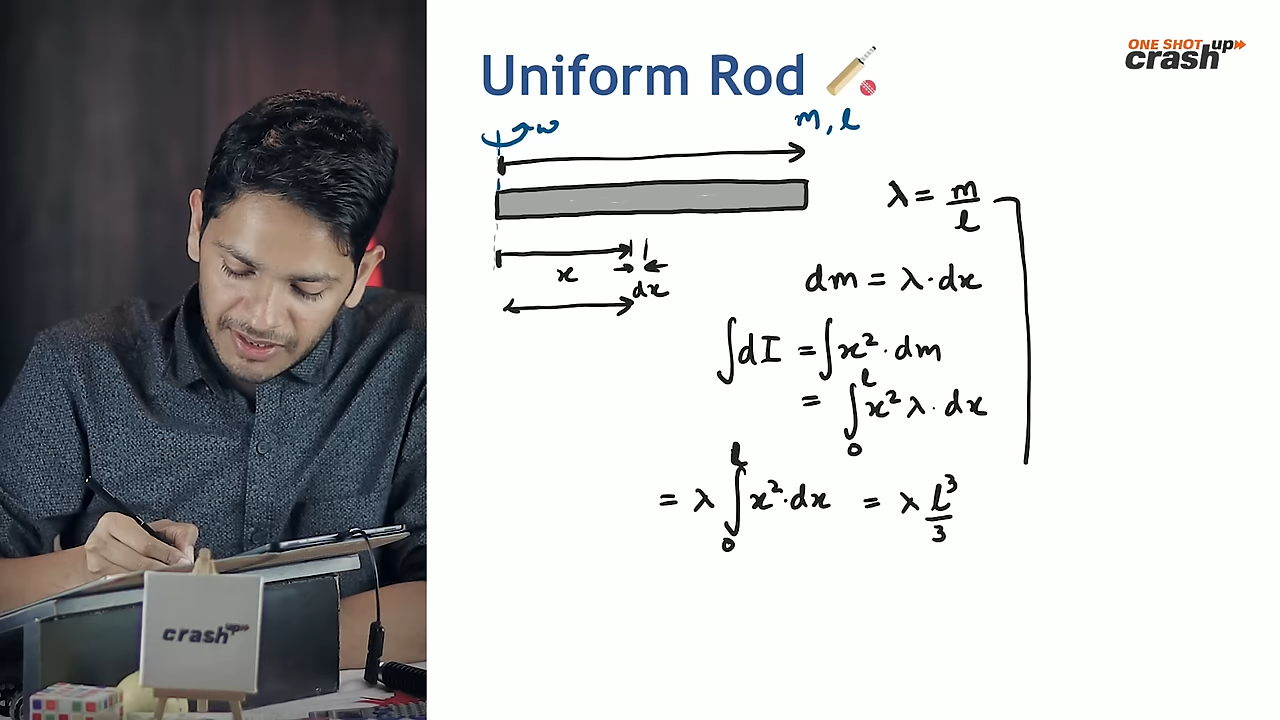 Uniform Rod
ONE SHOT
crash up
ω
m, l
λ = m/l
x
dx
dm = λ·dx
∫dI = ∫x²·dm
= ∫₀ˡ x² λ·dx
= λ ∫₀ˡ x²·dx = λ l³/3
crash up